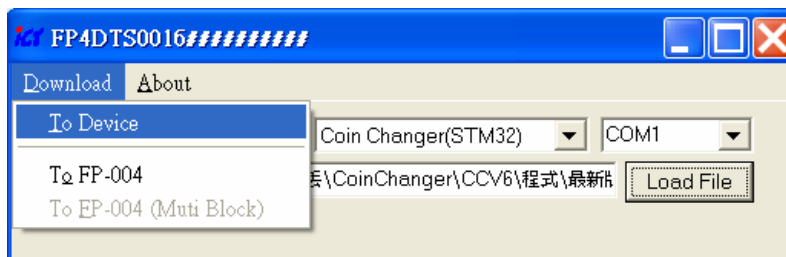 ICT FP4DTS0016##########
Download About
To Device
Coin Changer(STM32) COM1
To FP-004
\CoinChanger\CCV6\程式\最新 Load File
To FP-004 (Muti Block)